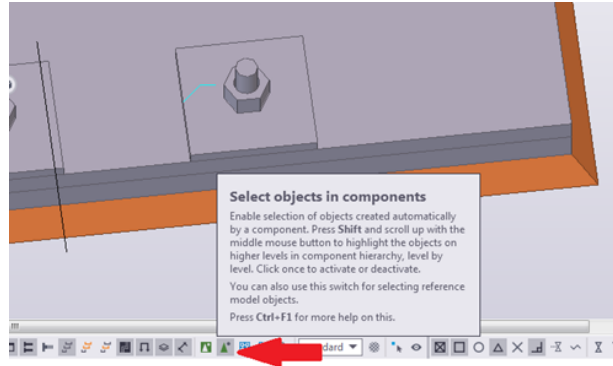 Select objects in components
Enable selection of objects created automatically
by a component. Press Shift and scroll up with the
middle mouse button to highlight the objects on
higher levels in component hierarchy, level by
level. Click once to activate or deactivate.
You can also use this switch for selecting reference
model objects.
Press Ctrl+F1 for more help on this.
dard